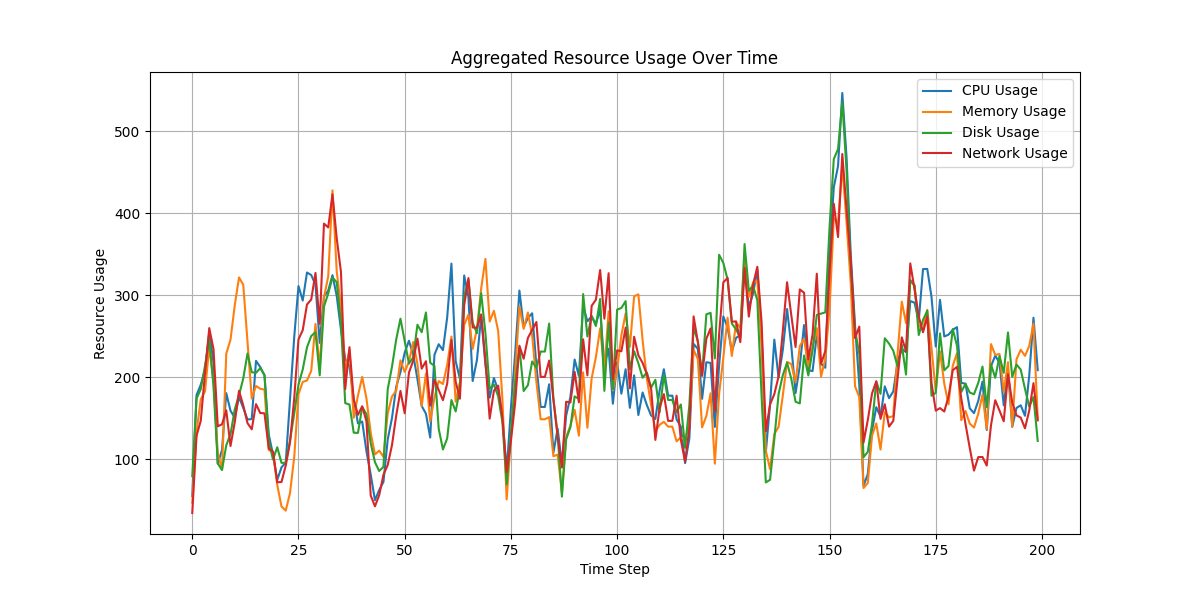 Aggregated Resource Usage Over Time
CPU Usage
Memory Usage
Disk Usage
Network Usage
Resource Usage
500
400
300
200
100
0 25 50 75 100 125 150 175 200
Time Step